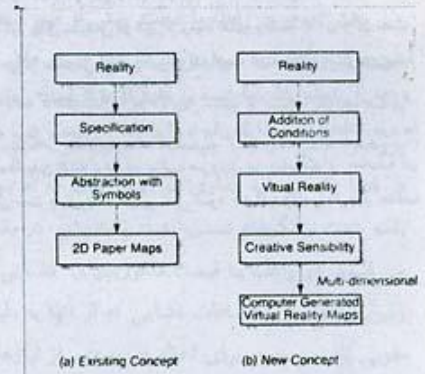 Reality
Specification
Abstraction with
Symbols
2D Paper Maps
(a) Exisiting Concept
Reality
Addition of
Conditions
Vitual Reality
Creative Sensibility
Multi-dimensional
Computer Generated
Virtual Reality Maps
(b) New Concept